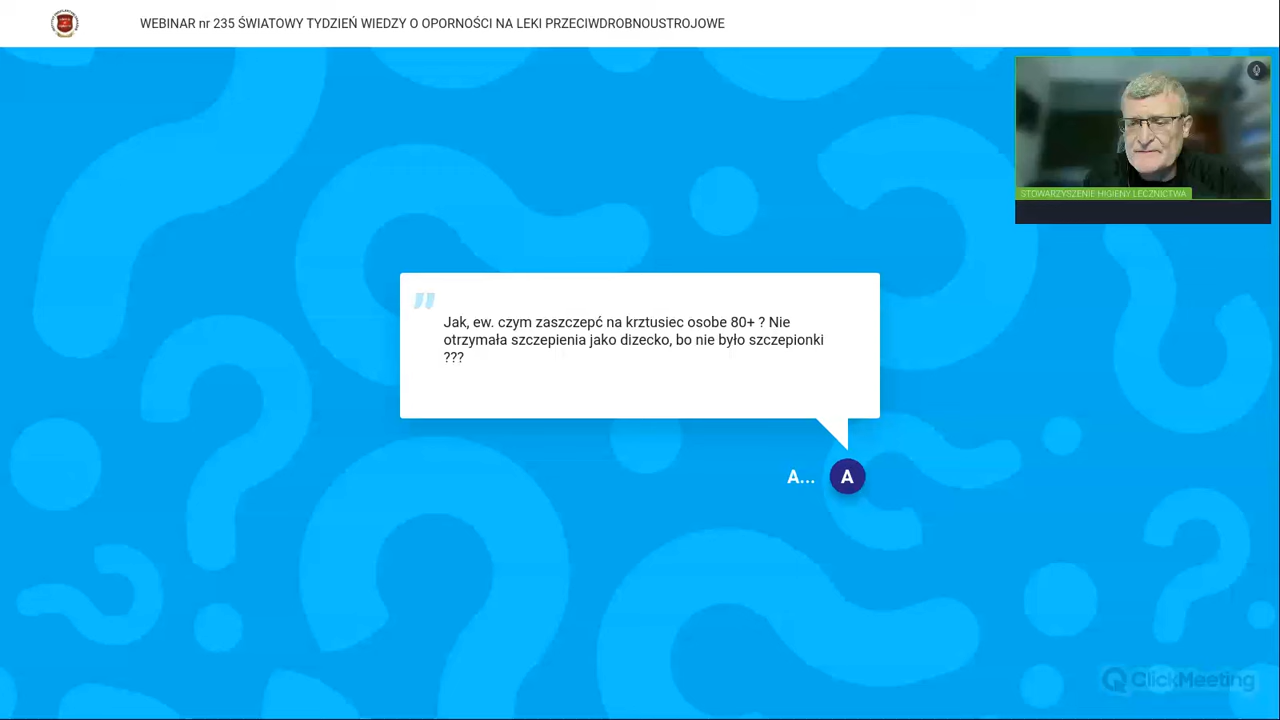 WEBINAR nr 235 ŚWIATOWY TYDZIEŃ WIEDZY O OPORNOŚCI NA LEKI PRZECIWDROBNOUSTROJOWE
STOWARZYSZENIE HIGIENY LECZNICTWA
Jak, ew. czym zaszczepć na krztusiec osobe 80+ ? Nie
otrzymała szczepienia jako dizecko, bo nie było szczepionki
???
A... A
ClickMeeting